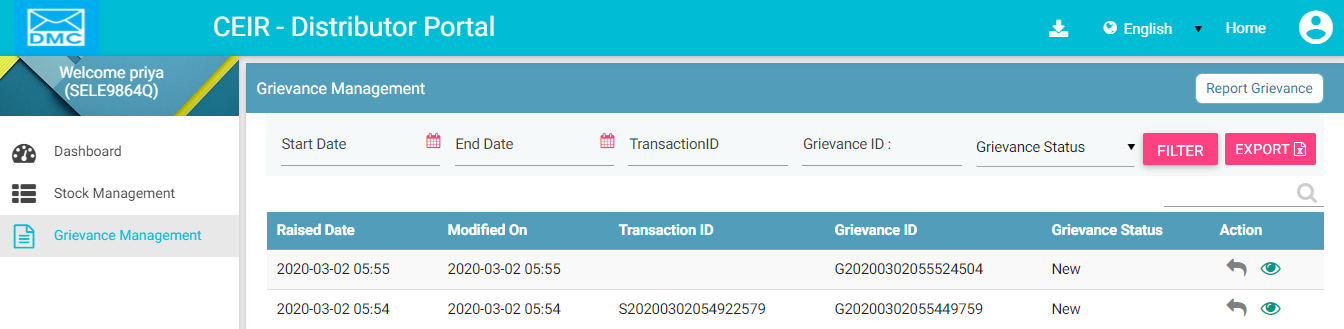 DMC
CEIR - Distributor Portal
English
Home
Welcome priya
(SELE9864Q)
Dashboard
Stock Management
Grievance Management
Grievance Management
Report Grievance
Start Date
End Date
TransactionID
Grievance ID :
Grievance Status
FILTER
EXPORT
Raised Date Modified On Transaction ID Grievance ID Grievance Status Action
2020-03-02 05:55 2020-03-02 05:55 G20200302055524504 New
2020-03-02 05:54 2020-03-02 05:54 S20200302054922579 G20200302055449759 New